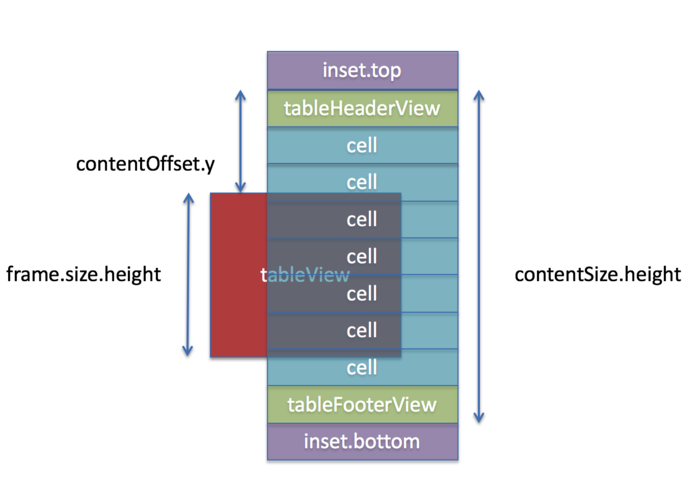 inset.top
tableHeaderView
cell
contentOffset.y
cell
cell
cell
frame.size.height
tableView
contentSize.height
cell
cell
cell
tableFooterView
inset.bottom